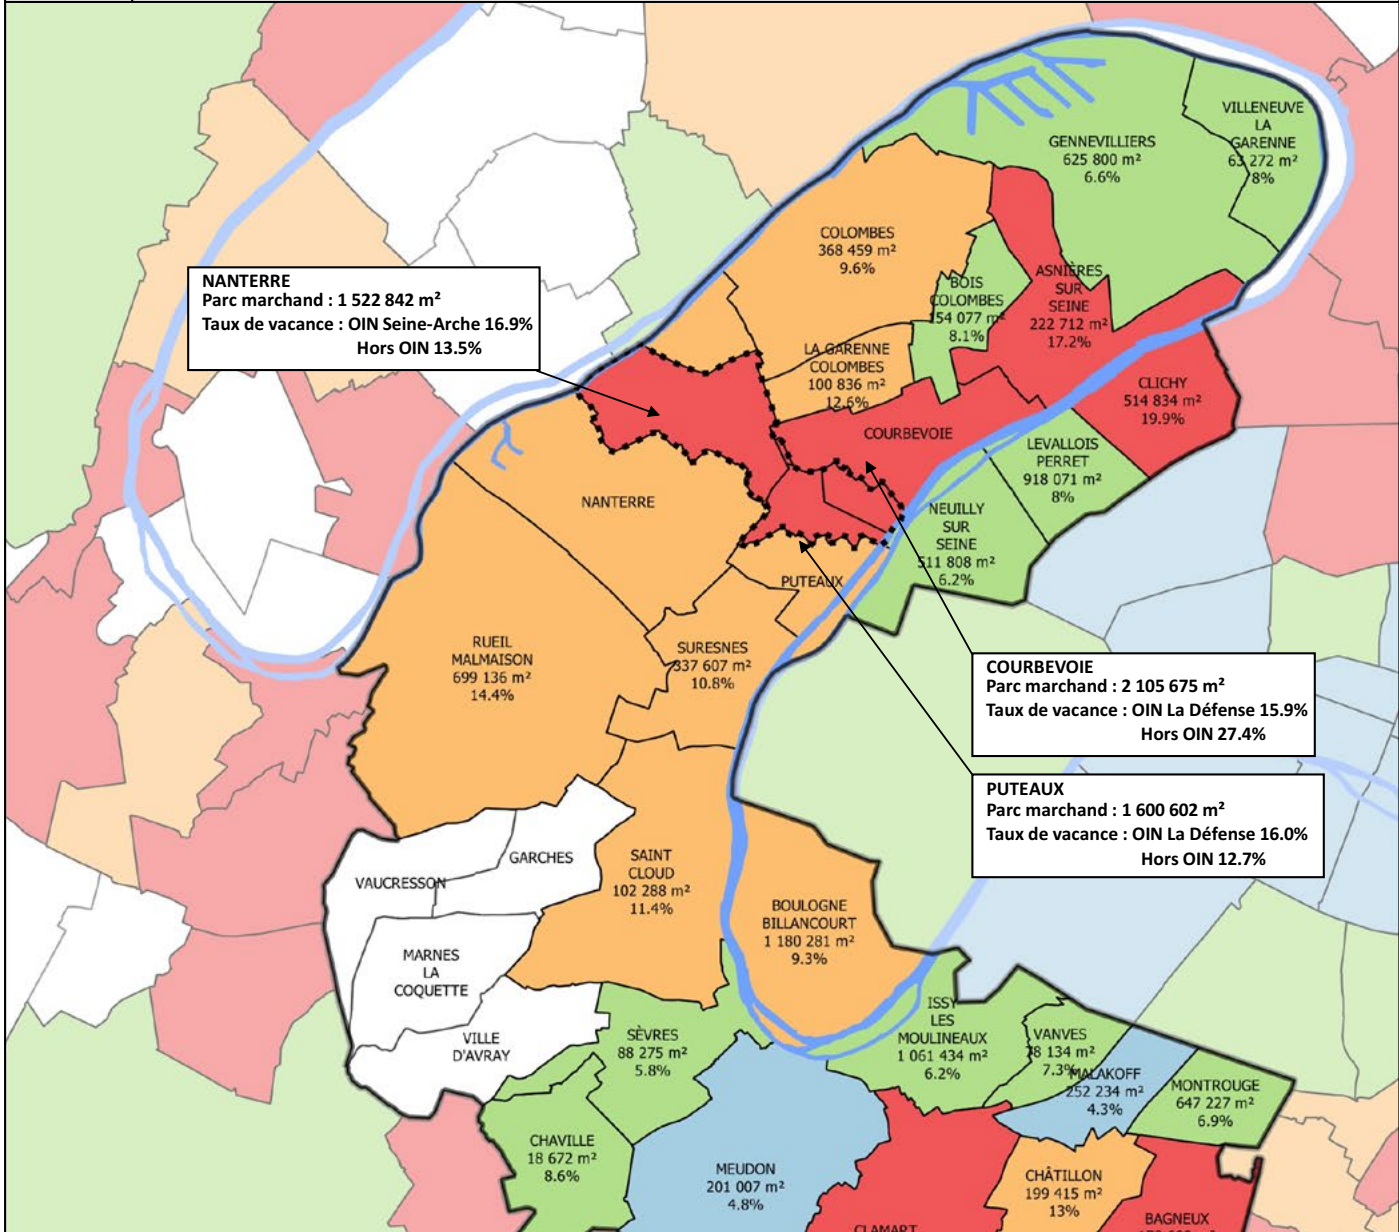 VILLENEUVE
LA
GARENNE
63 272 m²
8%
GENNEVILLIERS
625 800 m²
6.6%
COLOMBES
368 459 m²
9.6%
BOIS
COLOMBES
154 077 m²
8.1%
ASNIÈRES
SUR
SEINE
222 712 m²
17.2%
NANTERRE
Parc marchand : 1 522 842 m²
Taux de vacance : OIN Seine-Arche 16.9%
Hors OIN 13.5%
LA GARENNE
COLOMBES
100 836 m²
12.6%
CLICHY
514 834 m²
19.9%
COURBEVOIE
LEVALLOIS
PERRET
918 071 m²
8%
NANTERRE
NEUILLY
SUR
SEINE
511 808 m²
6.2%
PUTEAUX
RUEIL
MALMAISON
699 136 m²
14.4%
SURESNES
337 607 m²
10.8%
COURBEVOIE
Parc marchand : 2 105 675 m²
Taux de vacance : OIN La Défense 15.9%
Hors OIN 27.4%
PUTEAUX
Parc marchand : 1 600 602 m²
Taux de vacance : OIN La Défense 16.0%
Hors OIN 12.7%
GARCHES
VAUCRESSON
SAINT
CLOUD
102 288 m²
11.4%
BOULOGNE
BILLANCOURT
1 180 281 m²
9.3%
MARNES
LA
COQUETTE
VILLE
D'AVRAY
SÈVRES
88 275 m²
5.8%
ISSY
LES
MOULINEAUX
1 061 434 m²
6.2%
VANVES
78 134 m²
7.3%
MALAKOFF
252 234 m²
4.3%
MONTROUGE
647 227 m²
6.9%
CHAVILLE
18 672 m²
8.6%
MEUDON
201 007 m²
4.8%
CHÂTILLON
199 415 m²
13%
CLAMART
BAGNEUX